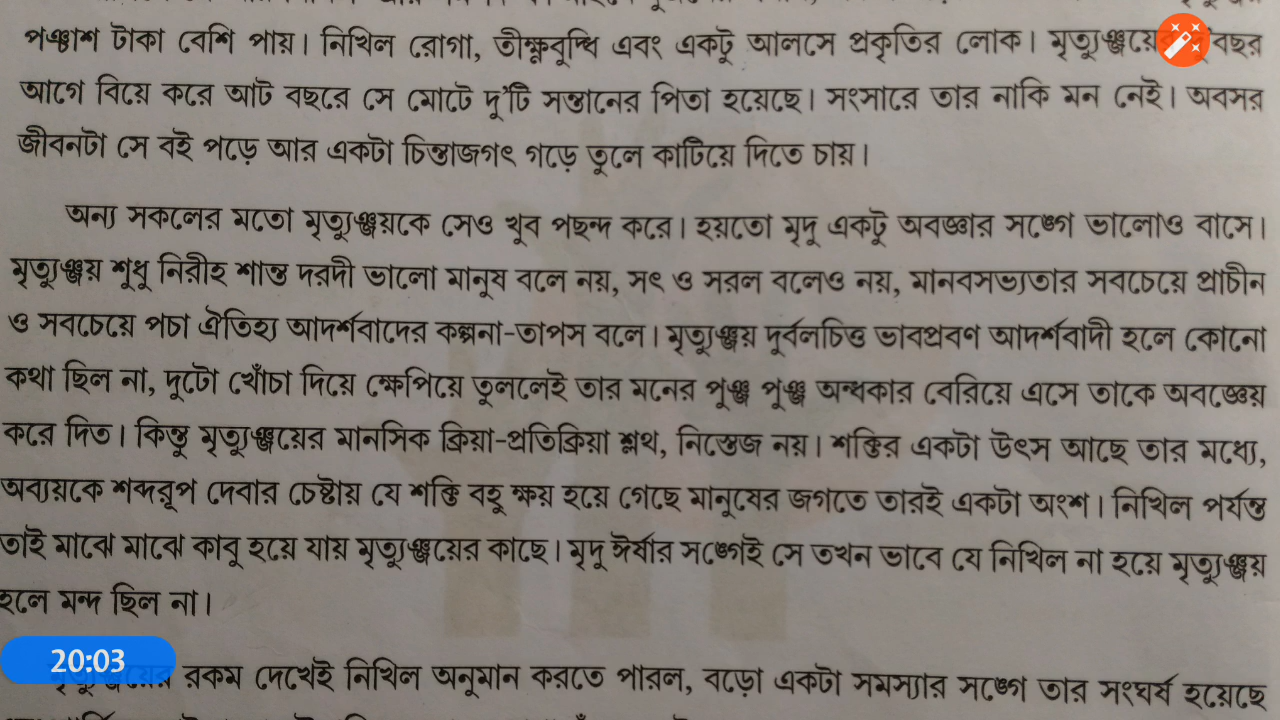 পঞ্চাশ টাকা বেশি পায়। নিখিল রোগা, তীক্ষ্ণবুদ্ধি এবং একটু আলসে প্রকৃতির লোক। বছর
আগে বিয়ে করে আট বছরে সে মোটে দু'টি সন্তানের পিতা হয়েছে। সংসারে তার নাকি মন নেই। অবসর
জীবনটা সে বই পড়ে আর একটা চিন্তাজগৎ গড়ে তুলে কাটিয়ে দিতে চায়।
অন্য সকলের মতো মৃত্যুঞ্জয়কে সেও খুব পছন্দ করে। হয়তো মৃদু একটু অবজ্ঞার সঙ্গে ভালোও বাসে।
মৃত্যুঞ্জয় শুধু নিরীহ শান্ত দরদী ভালো মানুষ বলে নয়, সৎ ও সরল বলেও নয়, মানবসভ্যতার সবচেয়ে প্রাচীন
ও সবচেয়ে পচা ঐতিহ্য আদর্শবাদের কল্পনা-তাপস বলে। মৃত্যুঞ্জয় দুর্বলচিত্ত ভাবপ্রবণ আদর্শবাদী হলে কোনো
কথা ছিল না, দুটো খোঁচা দিয়ে ক্ষেপিয়ে তুললেই তার মনের পুঞ্জ পুঞ্জ অন্ধকার বেরিয়ে এসে তাকে অবজ্ঞেয়
করে দিত। কিন্তু মৃত্যুঞ্জয়ের মানসিক ক্রিয়া-প্রতিক্রিয়া শ্লথ, নিস্তেজ নয়। শক্তির একটা উৎস আছে তার মধ্যে,
অব্যয়কে শব্দরূপ দেবার চেষ্টায় যে শক্তি বহু ক্ষয় হয়ে গেছে মানুষের জগতে তারই একটা অংশ। নিখিল পর্যন্ত
তাই মাঝে মাঝে কাবু হয়ে যায় মৃত্যুঞ্জয়ের কাছে। মৃদু ঈর্ষার সঙ্গেই সে তখন ভাবে যে নিখিল না হয়ে মৃত্যুঞ্জয়
হলে মন্দ ছিল না।
রকম দেখেই নিখিল অনুমান করতে পারল, বড়ো একটা সমস্যার সঙ্গে তার সংঘর্ষ হয়েছে
20:03